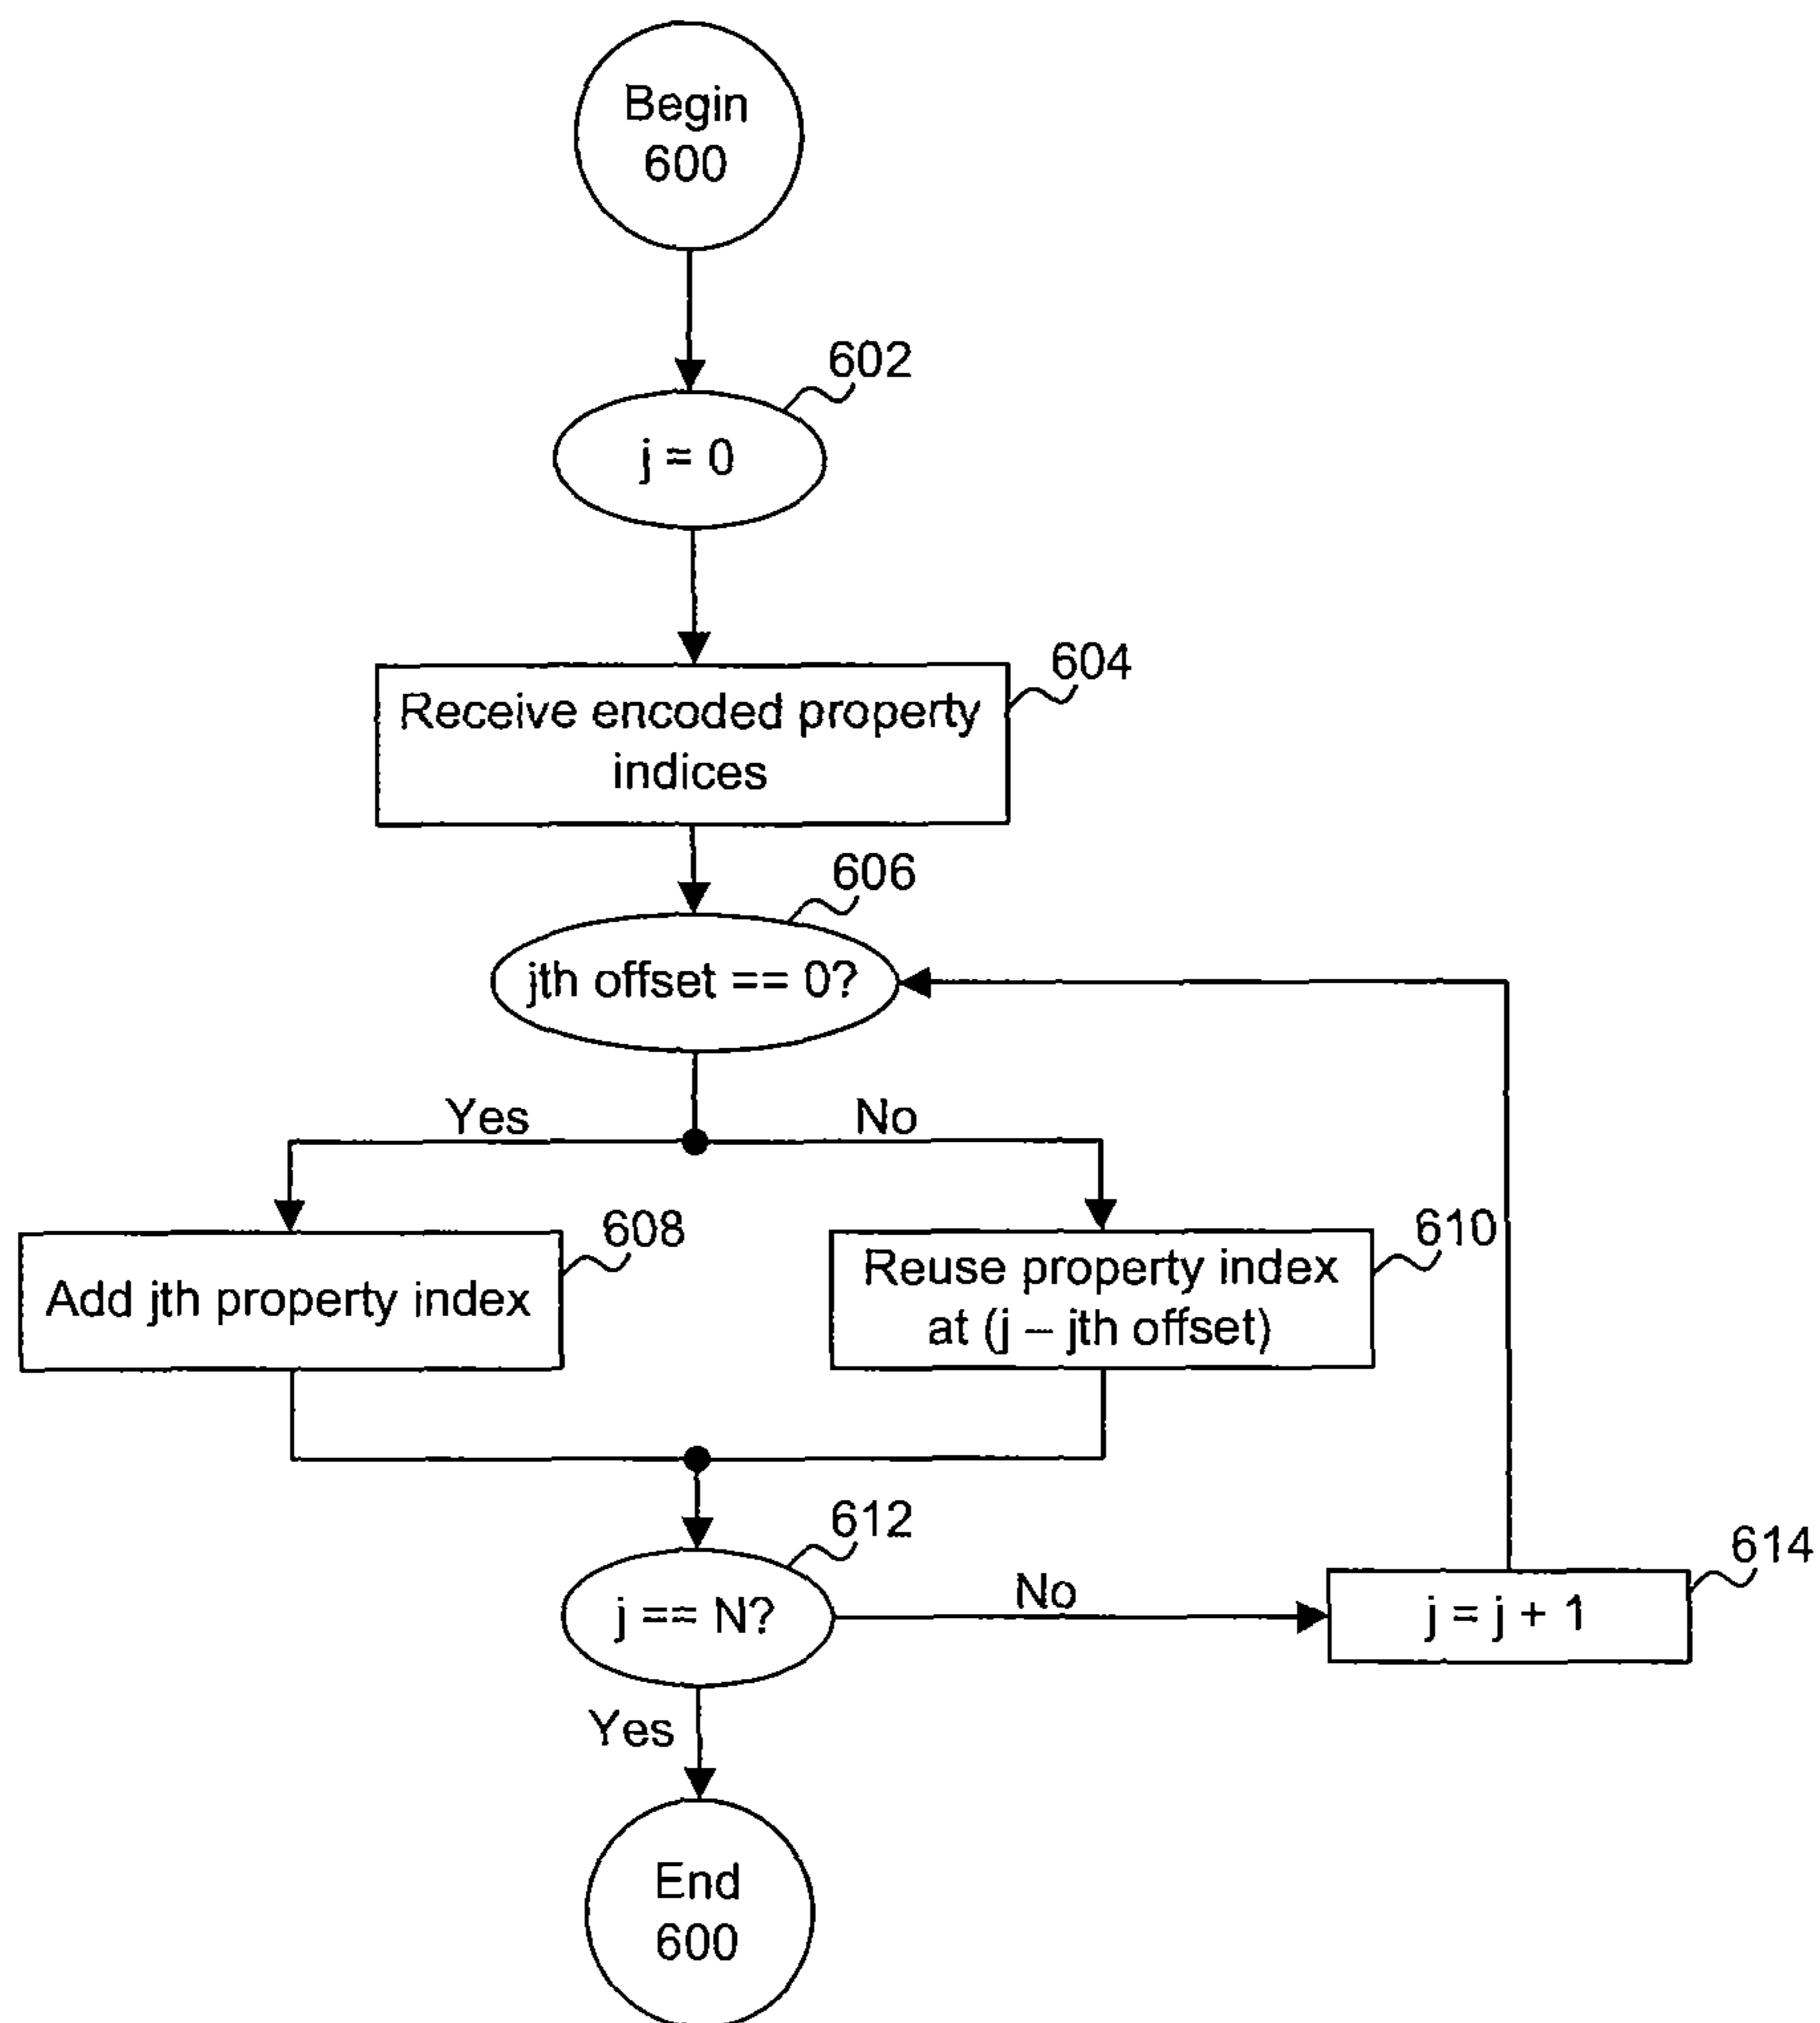 Begin
600
602
j = 0
604
Receive encoded property
indices
606
jth offset == 0?
Yes
No
608
Add jth property index
610
Reuse property index
at (j – jth offset)
612
j == N?
No
614
j = j + 1
Yes
End
600